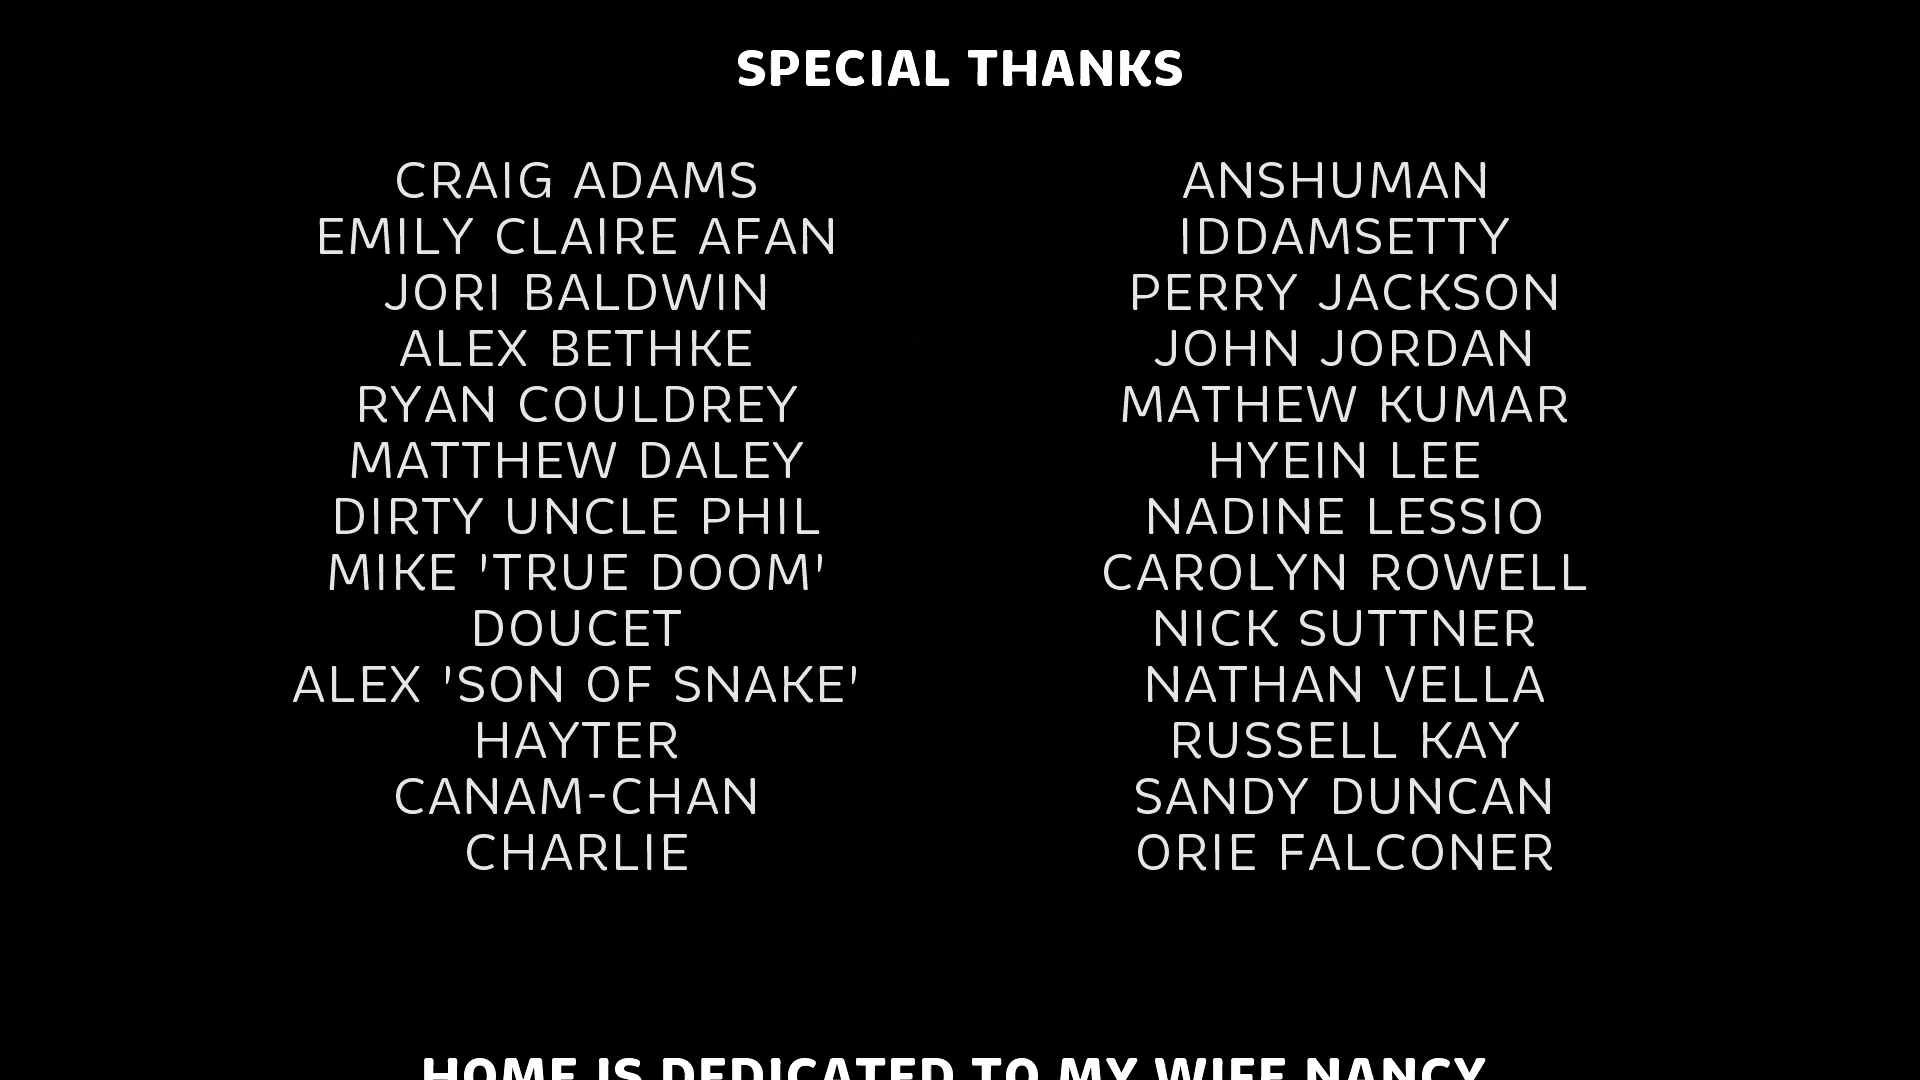 SPECIAL THANKS
CRAIG ADAMS
EMILY CLAIRE AFAN
JORI BALDWIN
ALEX BETHKE
RYAN COULDREY
MATTHEW DALEY
DIRTY UNCLE PHIL
MIKE 'TRUE DOOM'
DOUCET
ALEX 'SON OF SNAKE'
HAYTER
CANAM-CHAN
CHARLIE
ANSHUMAN
IDDAMSETTY
PERRY JACKSON
JOHN JORDAN
MATHEW KUMAR
HYEIN LEE
NADINE LESSIO
CAROLYN ROWELL
NICK SUTTNER
NATHAN VELLA
RUSSELL KAY
SANDY DUNCAN
ORIE FALCONER
HOME IS DEDICATED TO MY WIFE NANCY